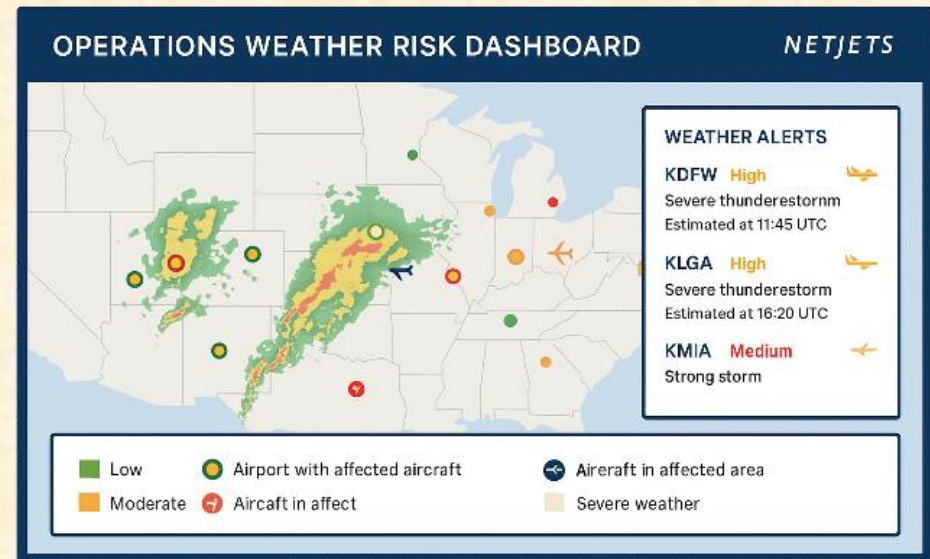 OPERATIONS WEATHER RISK DASHBOARD
NETJETS
WEATHER ALERTS
KDFW High
Severe thunderestornm
Estimated at 11:45 UTC
KLGA High
Severe thunderestorm
Estimated at 16:20 UTC
KMIA Medium
Strong storm
Low
Airport with affected aircraft
Aireraft in affected area
Moderate
Aircaft in affect
Severe weather